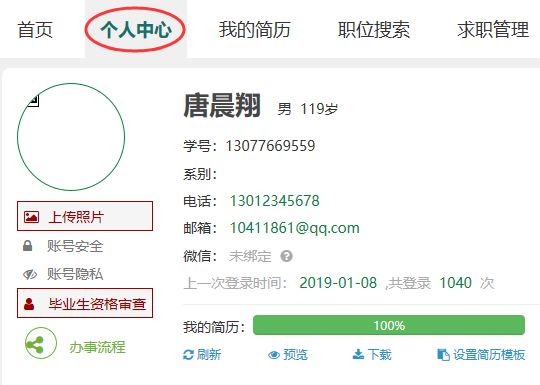 首页 个人中心 我的简历 职位搜索 求职管理
唐晨翔 男 119岁
学号：13077669559
系别：
电话： 13012345678
邮箱： 10411861@qq.com
微信： 未绑定
上一次登录时间： 2019-01-08 ,共登录 1040 次
上传照片
账号安全
账号隐私
毕业生资格审查
办事流程
我的简历： 100%
刷新 预览 下载 设置简历模板